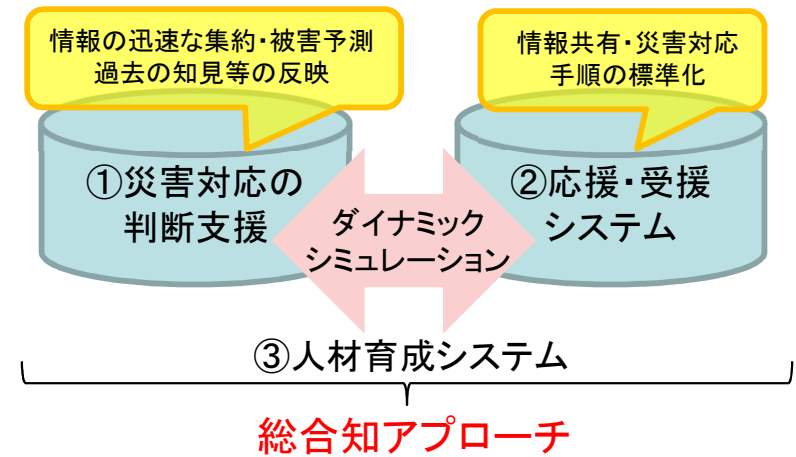 情報の迅速な集約・被害予測
過去の知見等の反映
情報共有・災害対応
手順の標準化
①災害対応の
判断支援
ダイナミック
シミュレーション
②応援・受援
システム
③人材育成システム
総合知アプローチ